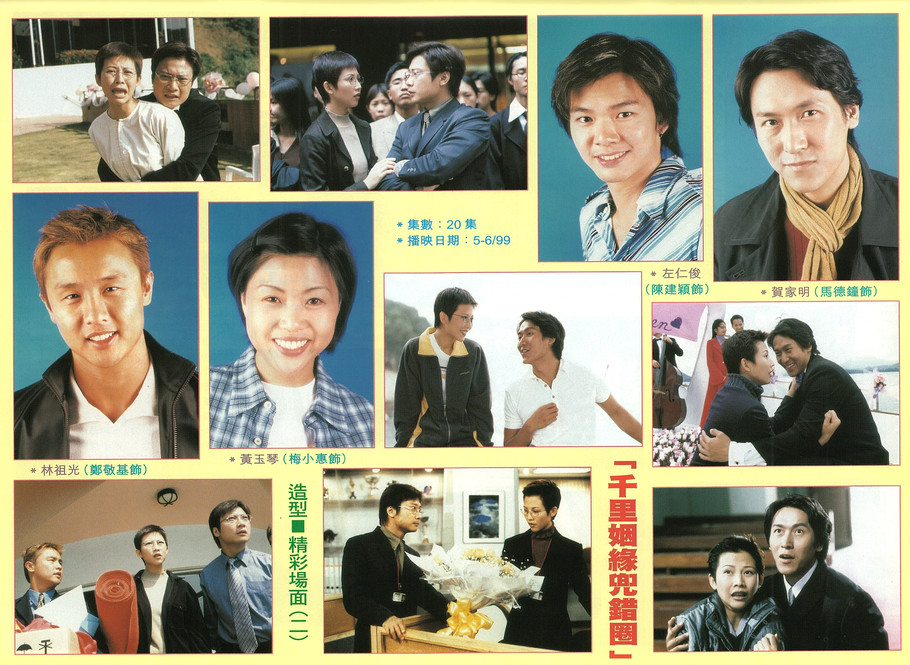 * 集數：20 集
* 播映日期：5-6/99
* 左仁俊
(陳建穎飾)
* 賀家明 (馬德鐘飾)
en
* 林祖光 (鄭敬基飾)
* 黃玉琴 (梅小惠飾)
造型■精彩場面(二)
「千里姻緣兜錯圈」